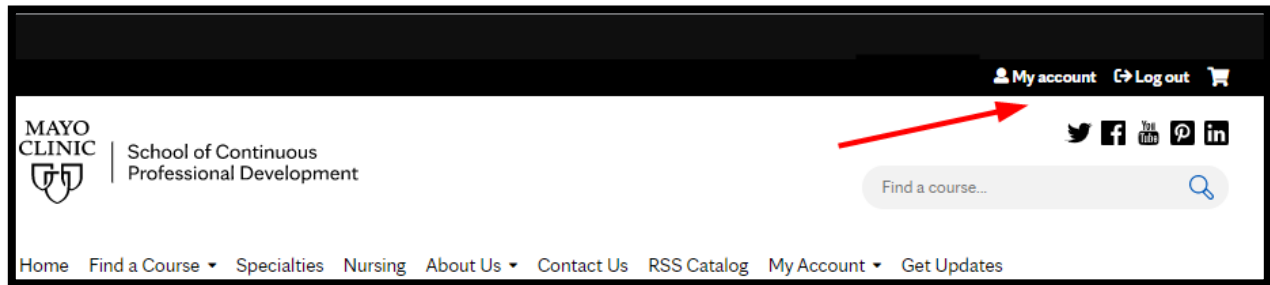 My account Log out
MAYO
CLINIC
School of Continuous
Professional Development
You
Tube
Find a course...
Home Find a Course Specialties Nursing About Us Contact Us RSS Catalog My Account Get Updates